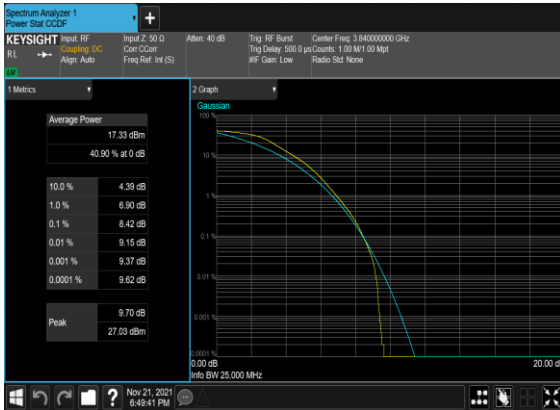 Spectrum Analyzer 1
Power Stat CCDF
+
KEYSIGHT
RL
Input: RF
Coupling: DC
Align: Auto
Input Z: 50 Ω
Corr CCorr
Freq Ref: Int (S)
Atten: 40 dB
Trig: RF Burst
Trig Delay: 500.0 µs
#IF Gain: Low
Center Freq: 3.840000000 GHz
Counts: 1.00 M/1.00 Mpt
Radio Std: None
1 Metrics
2 Graph
Average Power
17.33 dBm
40.90 % at 0 dB
10.0 % 4.39 dB
1.0 % 6.90 dB
0.1 % 8.42 dB
0.01 % 9.15 dB
0.001 % 9.37 dB
0.0001 % 9.62 dB
Peak
9.70 dB
27.03 dBm
Gaussian
100 %
10 %
1 %
0.1 %
0.01 %
0.001 %
0.0001 %
0.00 dB
20.00 d
Info BW 25.000 MHz
?
Nov 21, 2021
6:49:41 PM